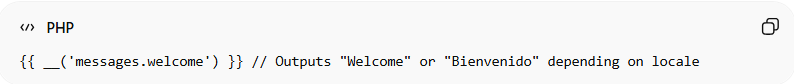 PHP
{{ __('messages.welcome') }} // Outputs "Welcome" or "Bienvenido" depending on locale